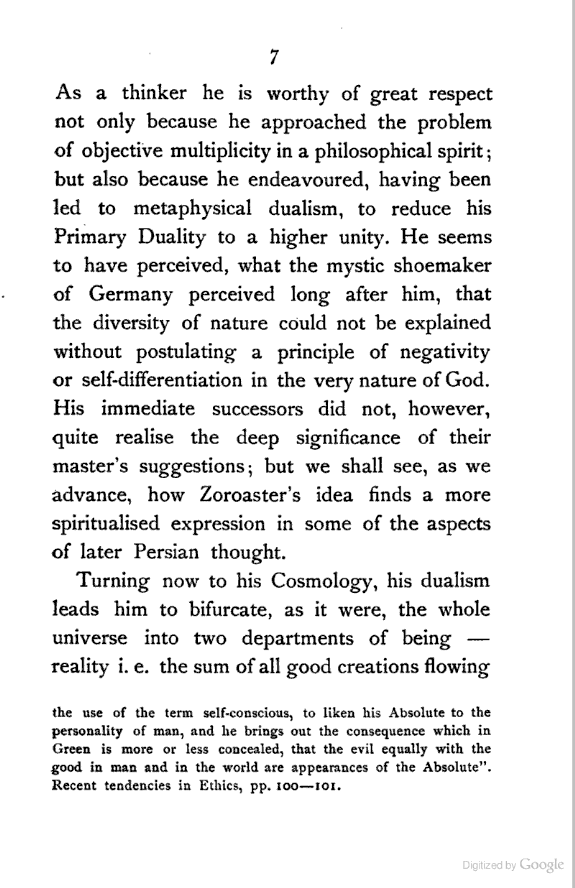 7
As a thinker he is worthy of great respect
not only because he approached the problem
of objective multiplicity in a philosophical spirit;
but also because he endeavoured, having been
led to metaphysical dualism, to reduce his
Primary Duality to a higher unity. He seems
to have perceived, what the mystic shoemaker
of Germany perceived long after him, that
the diversity of nature could not be explained
without postulating a principle of negativity
or self-differentiation in the very nature of God.
His immediate successors did not, however,
quite realise the deep significance of their
master's suggestions; but we shall see, as we
advance, how Zoroaster's idea finds a more
spiritualised expression in some of the aspects
of later Persian thought.
Turning now to his Cosmology, his dualism
leads him to bifurcate, as it were, the whole
universe into two departments of being —
reality i. e. the sum of all good creations flowing
the use of the term self-conscious, to liken his Absolute to the
personality of man, and he brings out the consequence which in
Green is more or less concealed, that the evil equally with the
good in man and in the world are appearances of the Absolute".
Recent tendencies in Ethics, pp. 100—101.
Digitized by Google